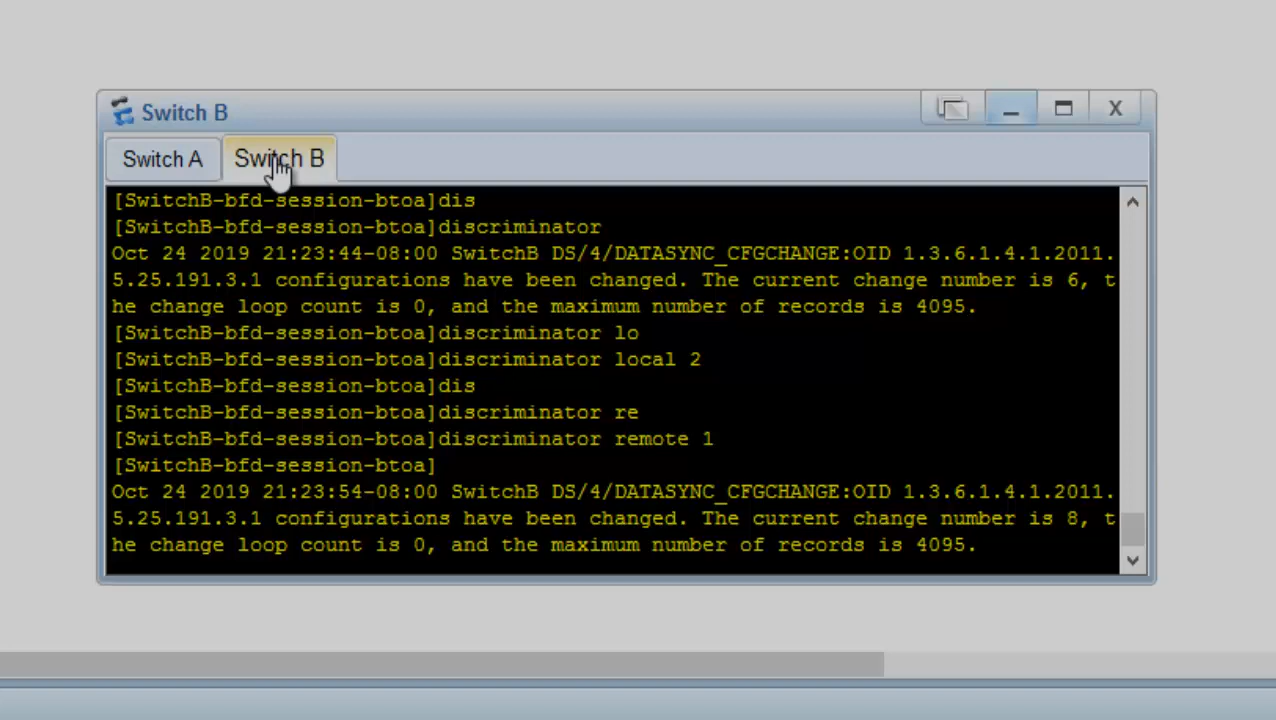 Switch B
Switch A
Switch B
[SwitchB-bfd-session-btoa]dis
[SwitchB-bfd-session-btoa]discriminator
Oct 24 2019 21:23:44-08:00 SwitchB DS/4/DATASYNC_CFGCHANGE:OID 1.3.6.1.4.1.2011.
5.25.191.3.1 configurations have been changed. The current change number is 6, t
he change loop count is 0, and the maximum number of records is 4095.
[SwitchB-bfd-session-btoa]discriminator lo
[SwitchB-bfd-session-btoa]discriminator local 2
[SwitchB-bfd-session-btoa]dis
[SwitchB-bfd-session-btoa]discriminator re
[SwitchB-bfd-session-btoa]discriminator remote 1
[SwitchB-bfd-session-btoa]
Oct 24 2019 21:23:54-08:00 SwitchB DS/4/DATASYNC_CFGCHANGE:OID 1.3.6.1.4.1.2011.
5.25.191.3.1 configurations have been changed. The current change number is 8, t
he change loop count is 0, and the maximum number of records is 4095.